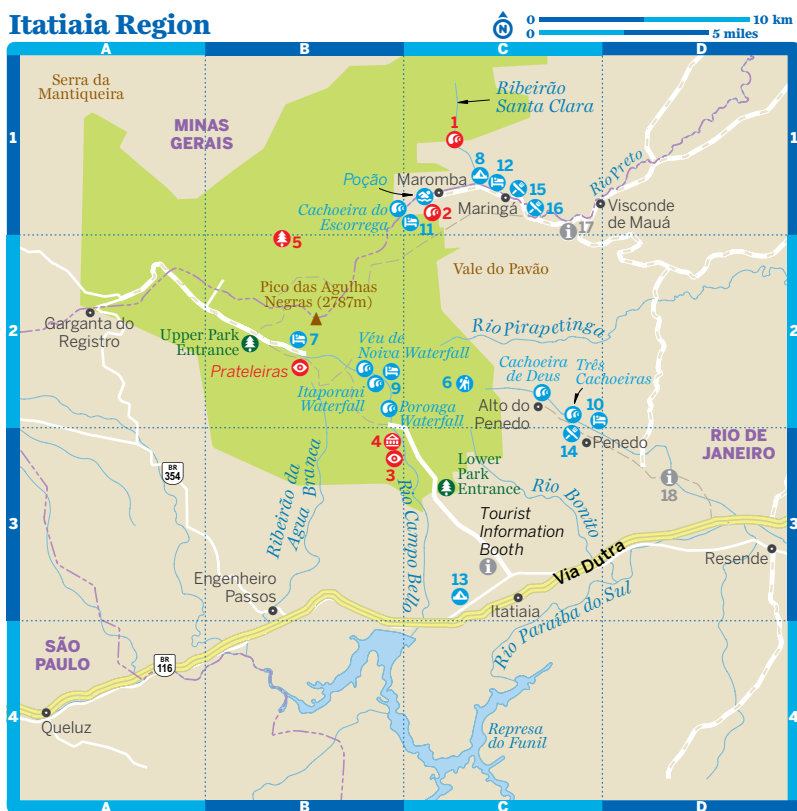 Itatiaia Region
N
0 10 km
0 5 miles
A B C D
Serra da
Mantiqueira
Ribeirão
Santa Clara
MINAS
GERAIS
1
1
1
8
12
Poção
Maromba
15
Rio Preto
Maringá
16
Visconde
de Mauá
Cachoeira do
Escorrega
2
11
17
5
Vale do Pavão
Pico das Agulhas
Negras (2787m)
Garganta do
Registro
2
2
Rio Pirapetinga
Upper Park
Entrance
7
Véu de
Noiva Waterfall
Prateleiras
Cachoeira
de Deus
Três
Cachoeiras
9
6
Itaporani
Waterfall
Poronga
Waterfall
Alto do
Penedo
10
14
Penedo
RIO DE
JANEIRO
4
3
Lower
Park
Entrance
BR
354
18
Ribeirão da
Agua Branca
Rio Campo Bello
Rio Bonito
Tourist
Information
Booth
3
3
Via Dutra
Resende
Engenheiro
Passos
13
Itatiaia
Rio Paraíba do Sul
SÃO
PAULO
BR
116
4
4
Queluz
Represa
do Funil
A B C D